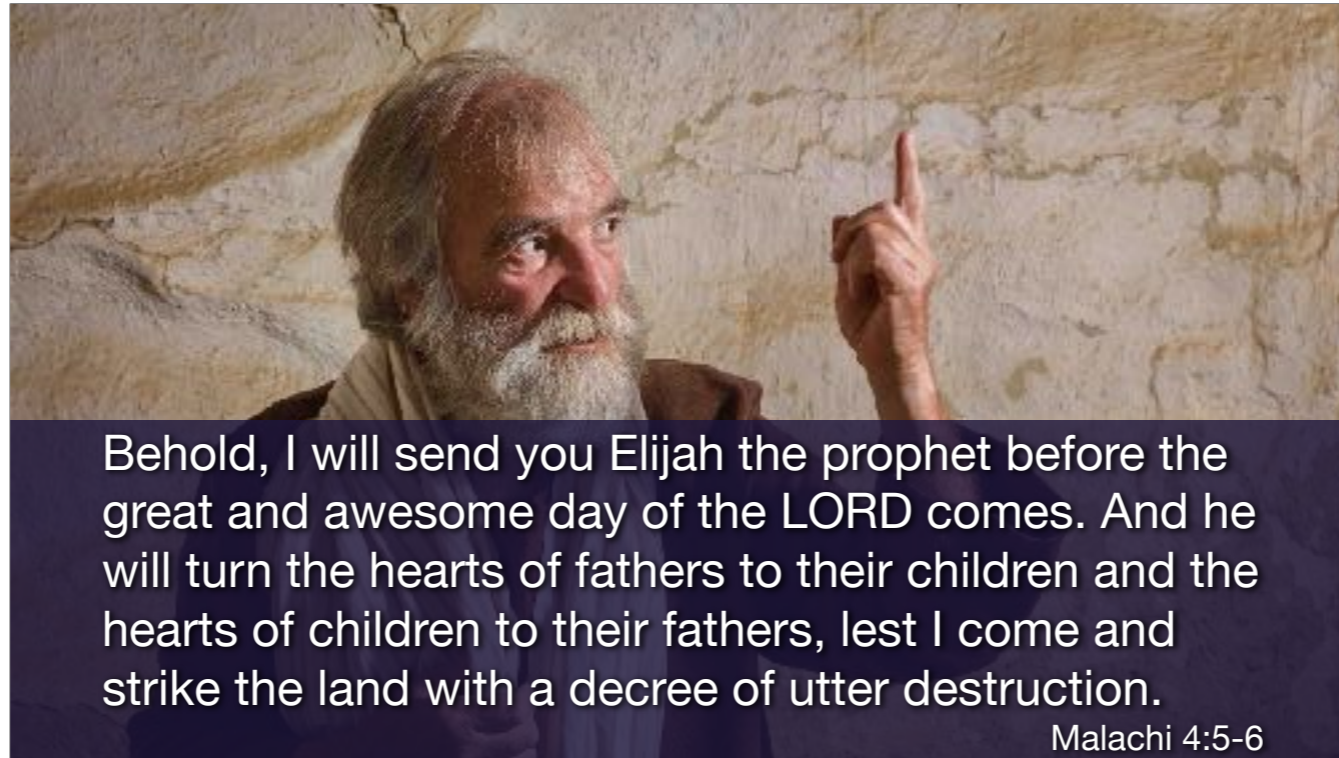 Behold, I will send you Elijah the prophet before the
great and awesome day of the LORD comes. And he
will turn the hearts of fathers to their children and the
hearts of children to their fathers, lest I come and
strike the land with a decree of utter destruction.
Malachi 4:5-6